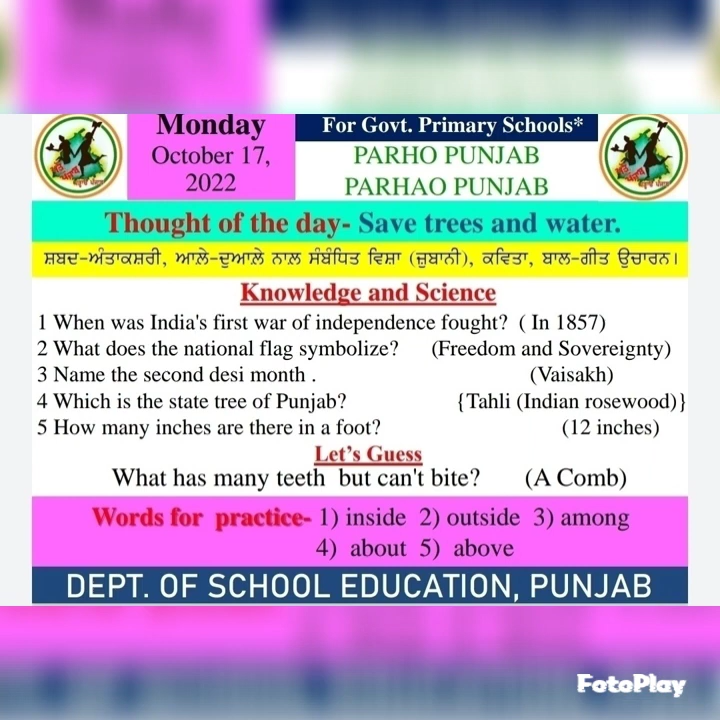 Monday
October 17,
2022
For Govt. Primary Schools*
PARHO PUNJAB
PARHAO PUNJAB
Thought of the day- Save trees and water.
ਸ਼ਬਦ-ਅੰਤਾਕਸ਼ਰੀ, ਆਲ਼ੇ-ਦੁਆਲ਼ੇ ਨਾਲ਼ ਸੰਬੰਧਿਤ ਵਿਸ਼ਾ (ਜ਼ੁਬਾਨੀ), ਕਵਿਤਾ, ਬਾਲ-ਗੀਤ ਉਚਾਰਨ।
Knowledge and Science
1 When was India's first war of independence fought? ( In 1857)
2 What does the national flag symbolize? (Freedom and Sovereignty)
3 Name the second desi month . (Vaisakh)
4 Which is the state tree of Punjab? {Tahli (Indian rosewood)}
5 How many inches are there in a foot? (12 inches)
Let's Guess
What has many teeth but can't bite? (A Comb)
Words for practice- 1) inside 2) outside 3) among
4) about 5) above
DEPT. OF SCHOOL EDUCATION, PUNJAB
FotoPlay